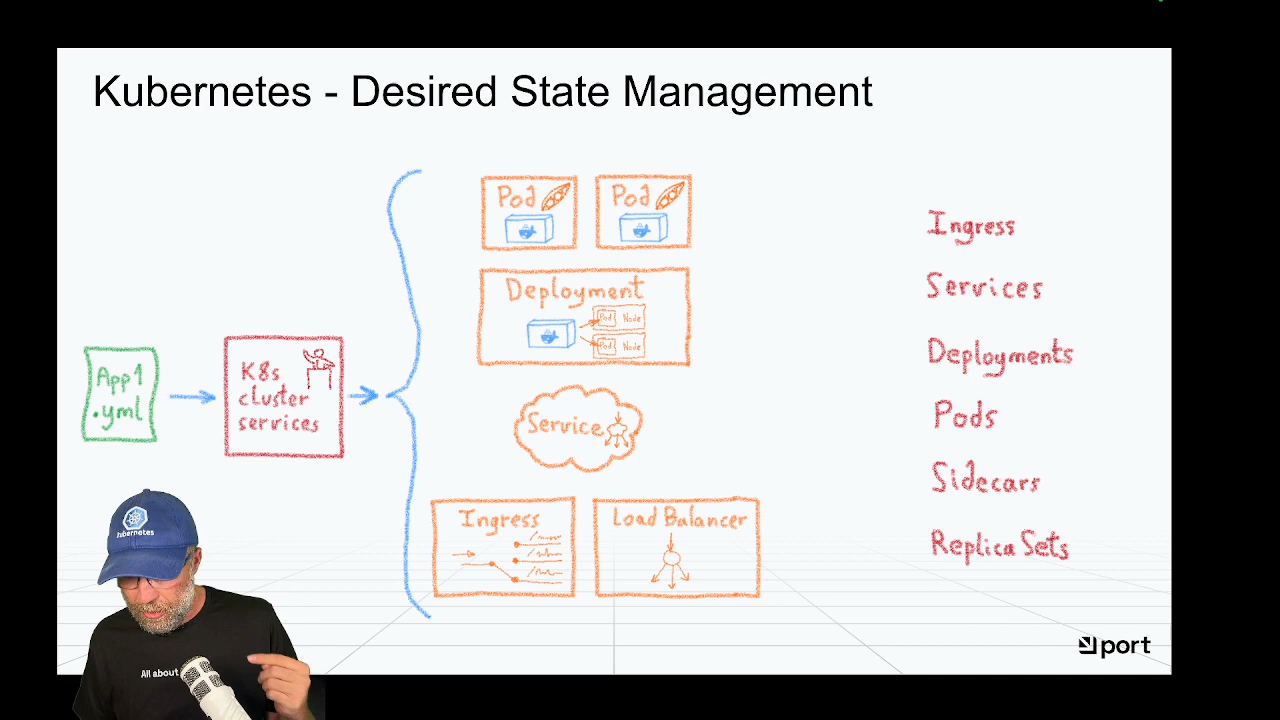 Kubernetes - Desired State Management
Pod
Pod
Deployment
Pod
Node
Pod
Node
App1
.yml
K8s
cluster
services
Service
Ingress
Load Balancer
Ingress
Services
Deployments
Pods
Sidecars
Replica Sets
kubernetes
All about
port